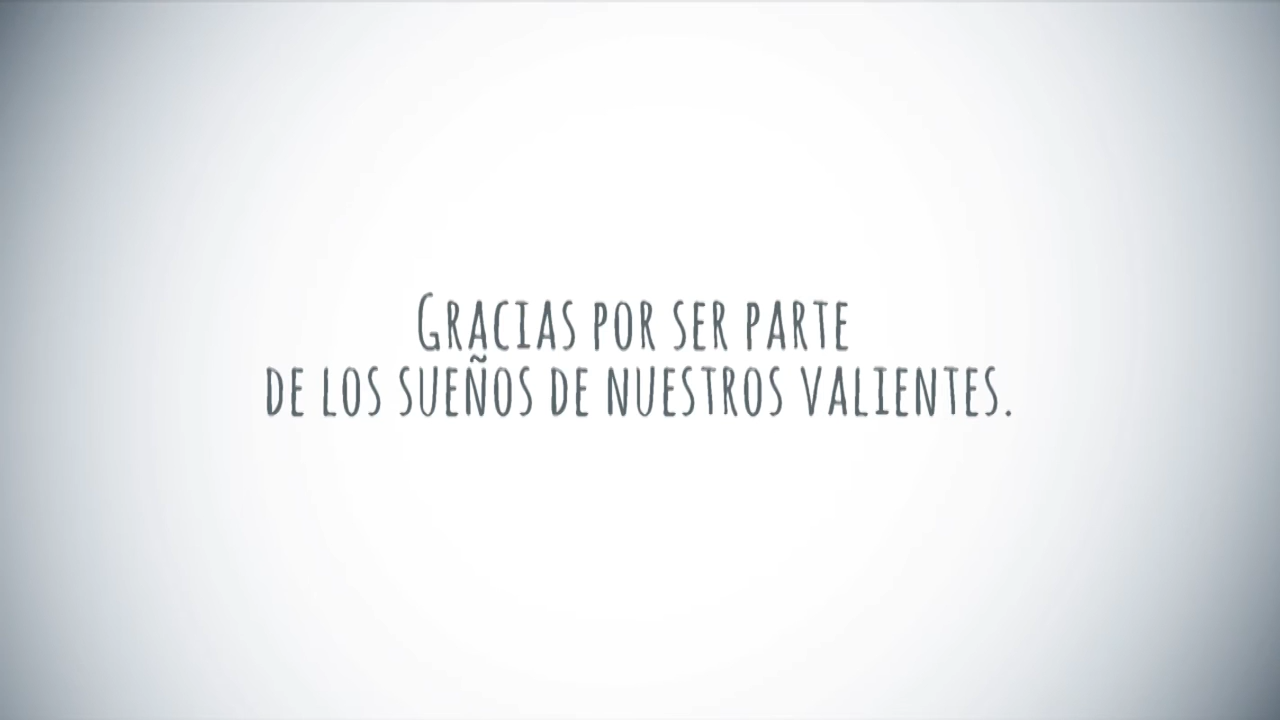 Gracias por ser parte
de los sueños de nuestros valientes.